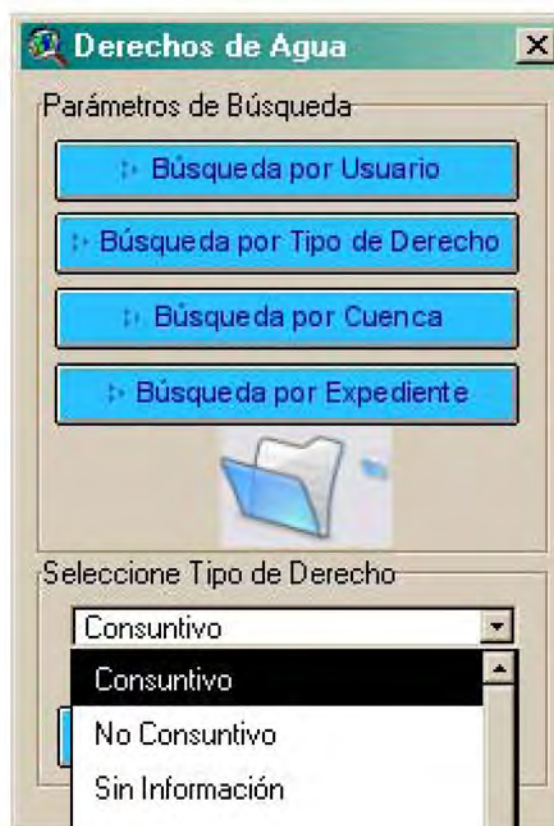 Derechos de Agua
Parámetros de Búsqueda
Búsqueda por Usuario
Búsqueda por Tipo de Derecho
Búsqueda por Cuenca
Búsqueda por Expediente
Seleccione Tipo de Derecho
Consuntivo
Consuntivo
No Consuntivo
Sin Información